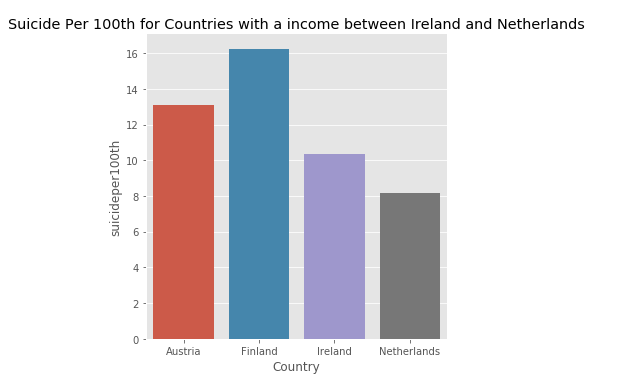 Suicide Per 100th for Countries with a income between Ireland and Netherlands
16
14
12
10
8
6
4
2
0
suicideper100th
Austria Finland Ireland Netherlands
Country